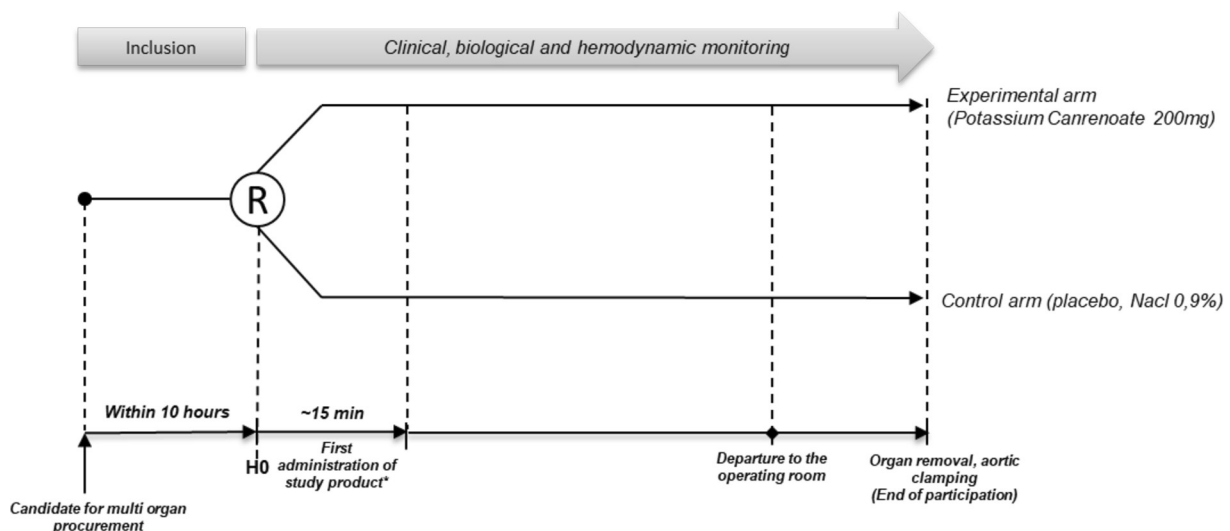 Inclusion
Clinical, biological and hemodynamic monitoring
Experimental arm
(Potassium Canrenoate 200mg)
R
Control arm (placebo, Nacl 0,9%)
Within 10 hours
~15 min
H0
First
administration of
study product*
Departure to the
operating room
Organ removal, aortic
clamping
(End of participation)
Candidate for multi organ
procurement